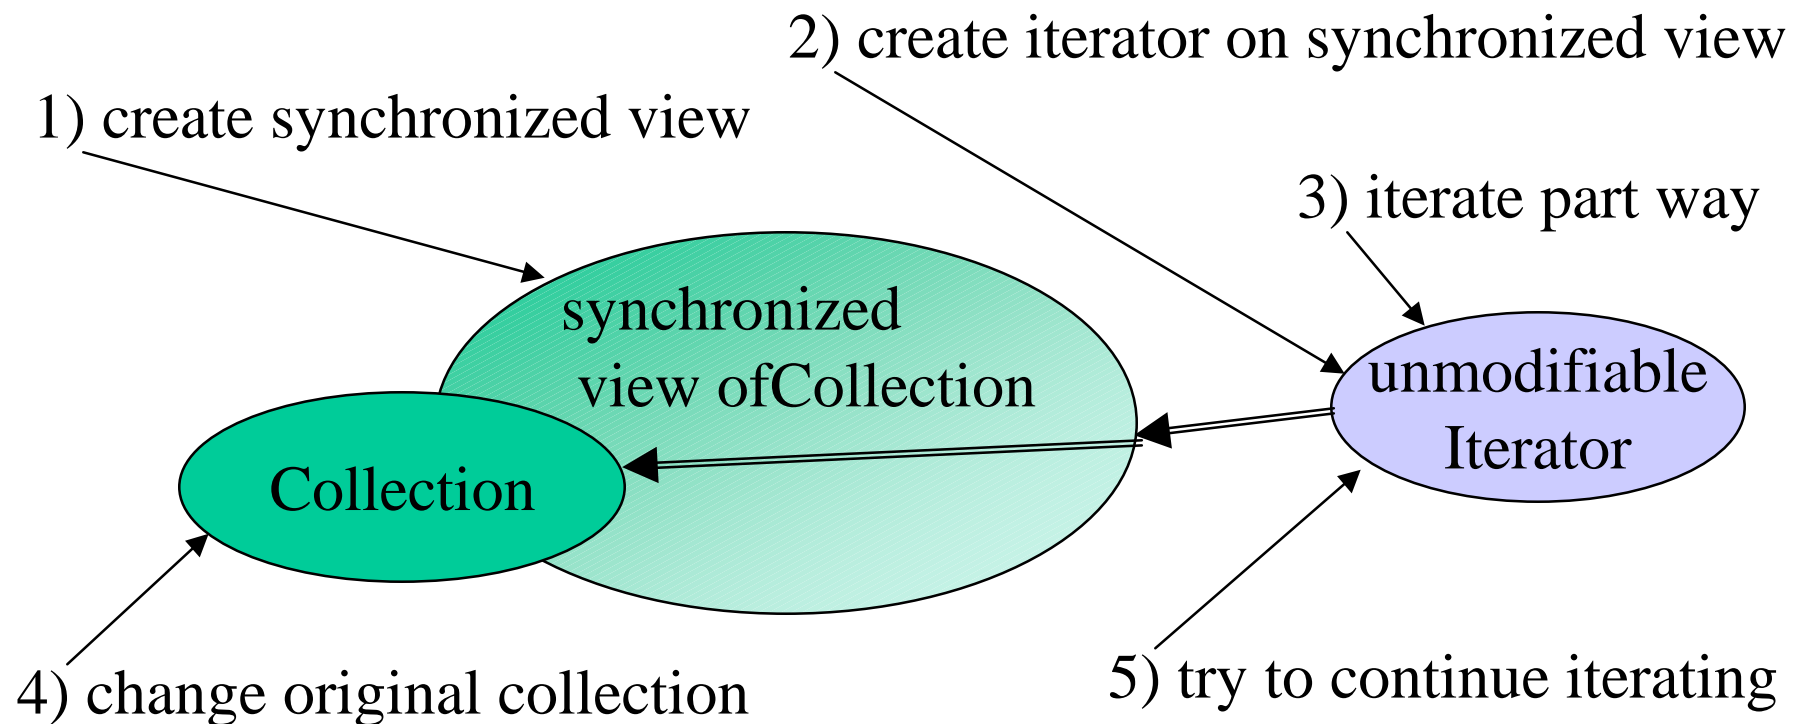 2) create iterator on synchronized view
1) create synchronized view
3) iterate part way
synchronized
view ofCollection
unmodifiable
Iterator
Collection
4) change original collection
5) try to continue iterating